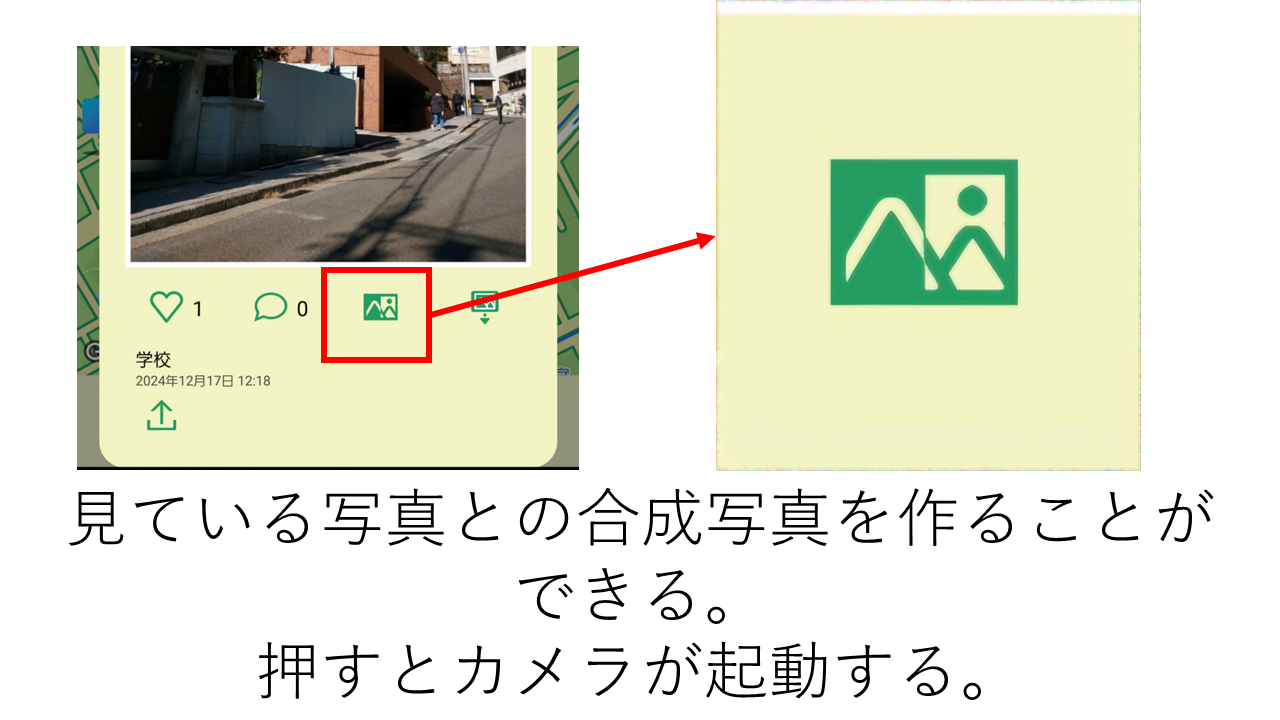 1
0
学校
2024年12月17日 12:18
見ている写真との合成写真を作ることが
できる。
押すとカメラが起動する。